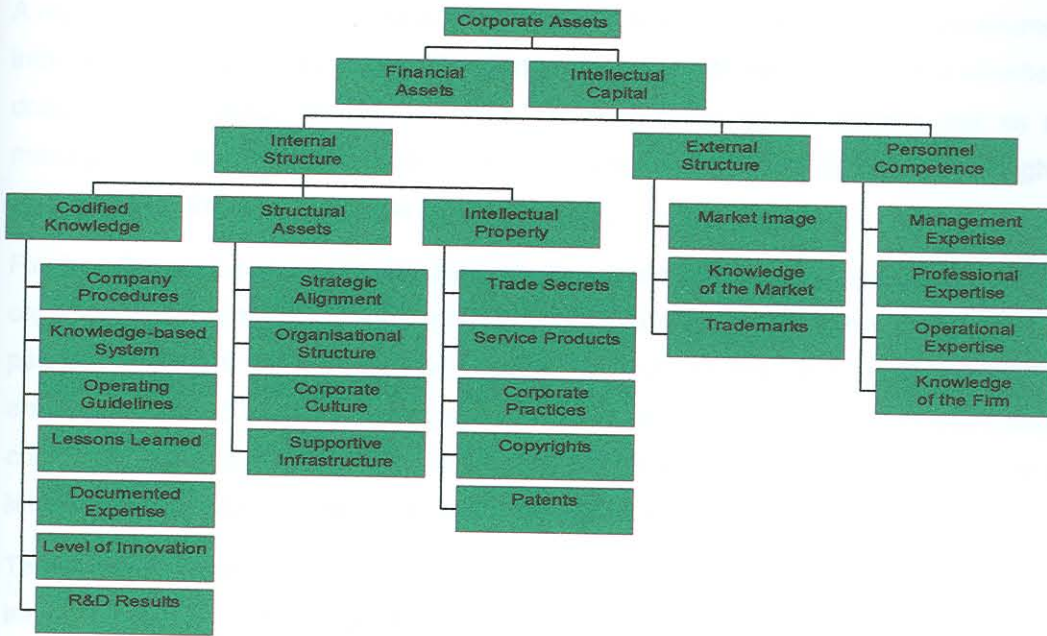 Corporate Assets
Financial
Assets
Intellectual
Capital
Internal
Structure
External
Structure
Personnel
Competence
Codified
Knowledge
Structural
Assets
Intellectual
Property
Company
Procedures
Knowledge-based
System
Operating
Guidelines
Lessons Learned
Documented
Expertise
Level of Innovation
R&D Results
Strategic
Alignment
Organisational
Structure
Corporate
Culture
Supportive
Infrastructure
Trade Secrets
Service Products
Corporate
Practices
Copyrights
Patents
Market Image
Knowledge
of the Market
Trademarks
Management
Expertise
Professional
Expertise
Operational
Expertise
Knowledge
of the Firm